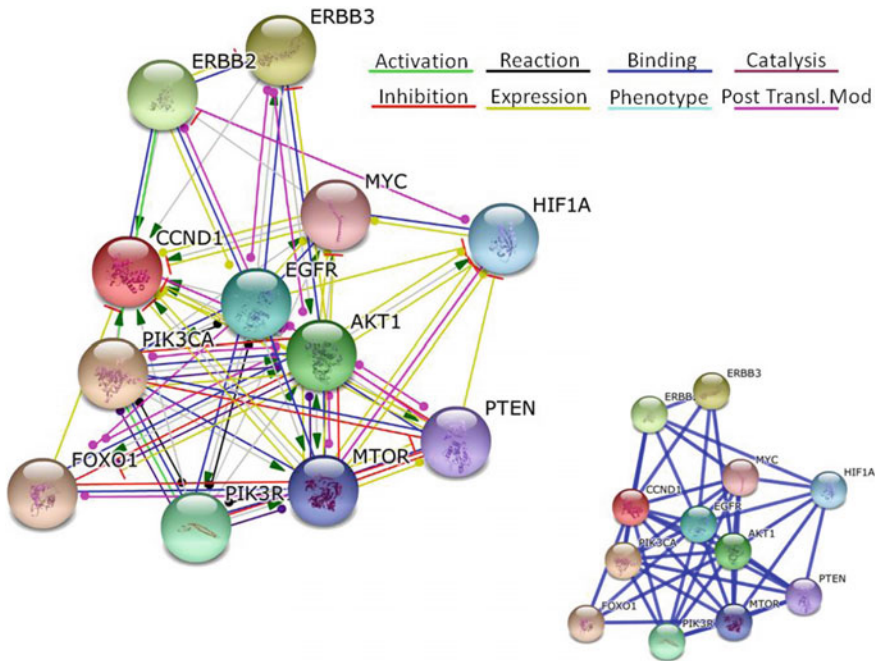 ERBB3
ERBB2
Activation Reaction Binding Catalysis
Inhibition Expression Phenotype Post Transl. Mod
MYC
HIF1A
CCND1
EGFR
AKT1
PIK3CA
PTEN
FOXO1
PIK3R
MTOR
ERBB3
ERBB
MYC
HIF1A
CCND1
EGFR
AKT1
PIK3CA
PTEN
FOXO1
PIK3R
MTOR